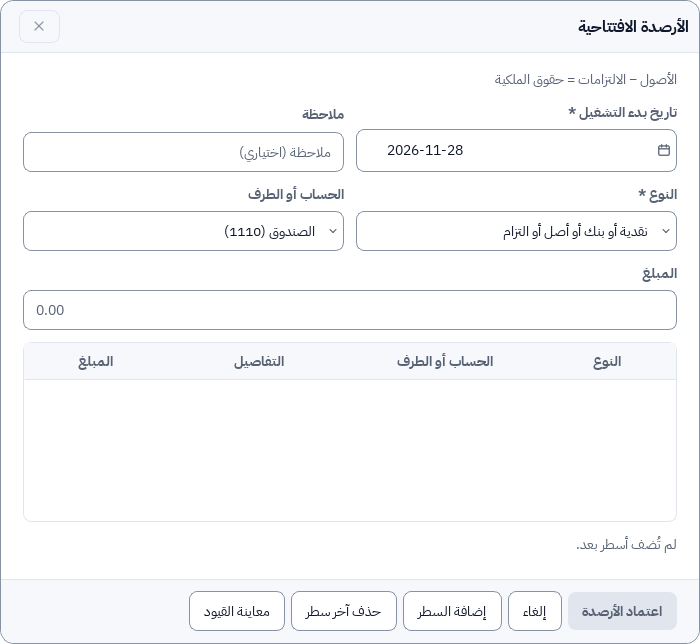 الأرصدة الافتتاحية
الأصول − الالتزامات = حقوق الملكية
تاريخ بدء التشغيل *
ملاحظة
2026-11-28
ملاحظة (اختياري)
النوع *
الحساب أو الطرف
نقدية أو بنك أو أصل أو التزام
الصندوق (1110)
المبلغ
0.00
النوع الحساب أو الطرف التفاصيل المبلغ
لم تُضف أسطر بعد.
اعتماد الأرصدة إلغاء إضافة السطر حذف آخر سطر معاينة القيود